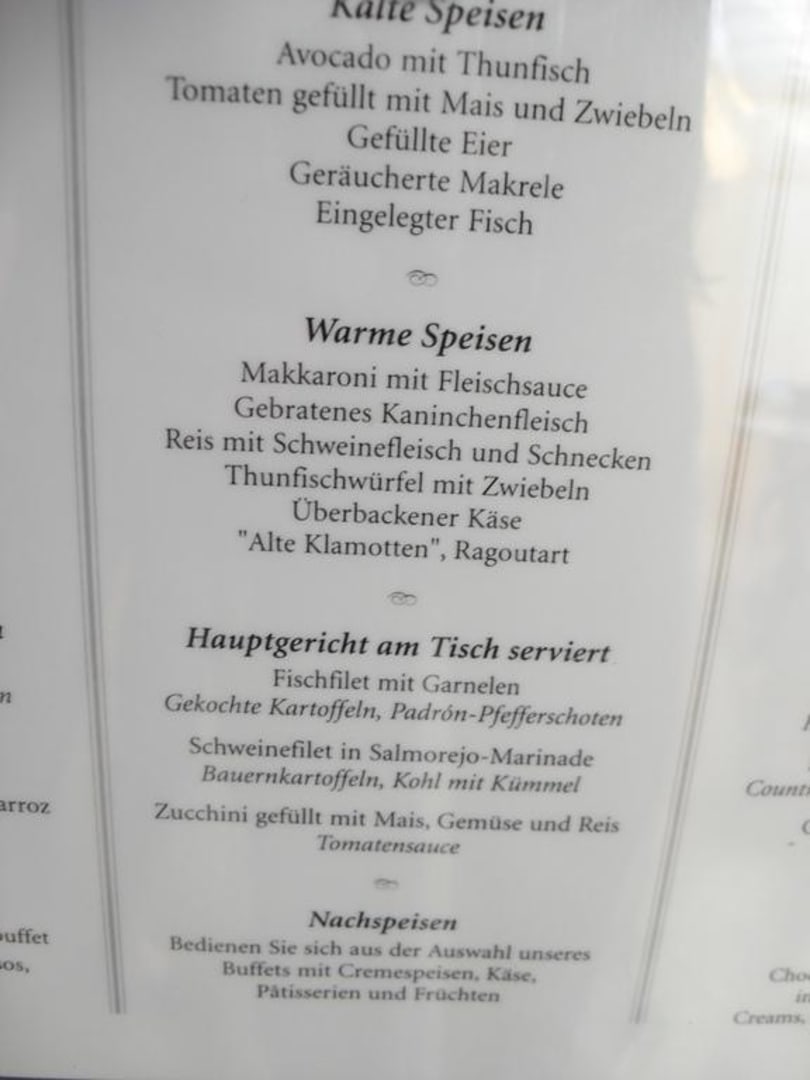 Kalte Speisen
Avocado mit Thunfisch
Tomaten gefüllt mit Mais und Zwiebeln
Gefüllte Eier
Geräucherte Makrele
Eingelegter Fisch
Warme Speisen
Makkaroni mit Fleischsauce
Gebratenes Kaninchenfleisch
Reis mit Schweinefleisch und Schnecken
Thunfischwürfel mit Zwiebeln
Überbackener Käse
"Alte Klamotten", Ragoutart
Hauptgericht am Tisch serviert
Fischfilet mit Garnelen
Gekochte Kartoffeln, Padrón-Pfefferschoten
Schweinefilet in Salmorejo-Marinade
Bauernkartoffeln, Kohl mit Kümmel
Zucchini gefüllt mit Mais, Gemüse und Reis
Tomatensauce
Nachspeisen
Bedienen Sie sich aus der Auswahl unseres
Buffets mit Cremespeisen, Käse,
Pâtisserien und Früchten
arroz
Creams,